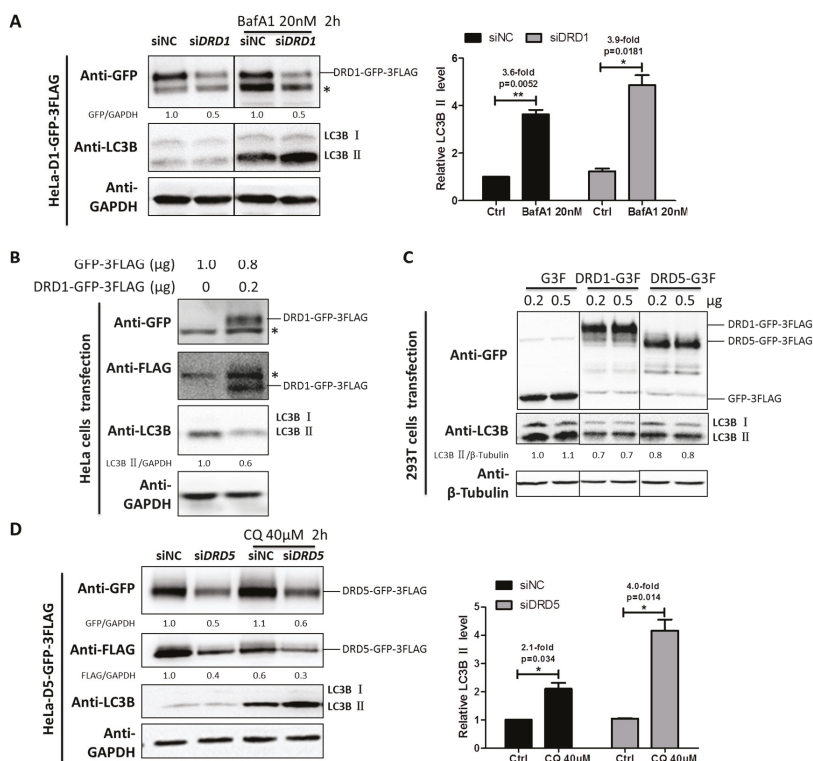 A
BafA1 20nM 2h
siNC siDRD1 siNC siDRD1
HeLa-D1-GFP-3FLAG
Anti-GFP
DRD1-GFP-3FLAG
*
GFP/GAPDH 1.0 0.5 1.0 0.5
Anti-LC3B
LC3B Ⅰ
LC3B Ⅱ
Anti-
GAPDH
siNC siDRD1
Relative LC3B Ⅱ level
6
4
2
0
3.6-fold
p=0.0052
**
3.9-fold
p=0.0181
*
Ctrl BafA1 20nM Ctrl BafA1 20nM
B
GFP-3FLAG (μg) 1.0 0.8
DRD1-GFP-3FLAG (μg) 0 0.2
HeLa cells transfection
Anti-GFP
DRD1-GFP-3FLAG
*
Anti-FLAG
*
DRD1-GFP-3FLAG
Anti-LC3B
LC3B Ⅰ
LC3B Ⅱ
LC3B Ⅱ/GAPDH 1.0 0.6
Anti-
GAPDH
C
G3F DRD1-G3F DRD5-G3F
0.2 0.5 0.2 0.5 0.2 0.5 μg
293T cells transfection
Anti-GFP
DRD1-GFP-3FLAG
DRD5-GFP-3FLAG
GFP-3FLAG
Anti-LC3B
LC3B Ⅰ
LC3B Ⅱ
LC3B Ⅱ/β-Tubulin 1.0 1.1 0.7 0.7 0.8 0.8
Anti-
β-Tubulin
D
CQ 40μM 2h
siNC siDRD5 siNC siDRD5
HeLa-D5-GFP-3FLAG
Anti-GFP
DRD5-GFP-3FLAG
GFP/GAPDH 1.0 0.5 1.1 0.6
Anti-FLAG
DRD5-GFP-3FLAG
FLAG/GAPDH 1.0 0.4 0.6 0.3
Anti-LC3B
LC3B Ⅰ
LC3B Ⅱ
Anti-
GAPDH
siNC
siDRD5
Relative LC3B Ⅱ level
5
4
3
2
1
0
2.1-fold
p=0.034
*
4.0-fold
p=0.014
*
Ctrl CQ 40μM Ctrl CQ 40μM